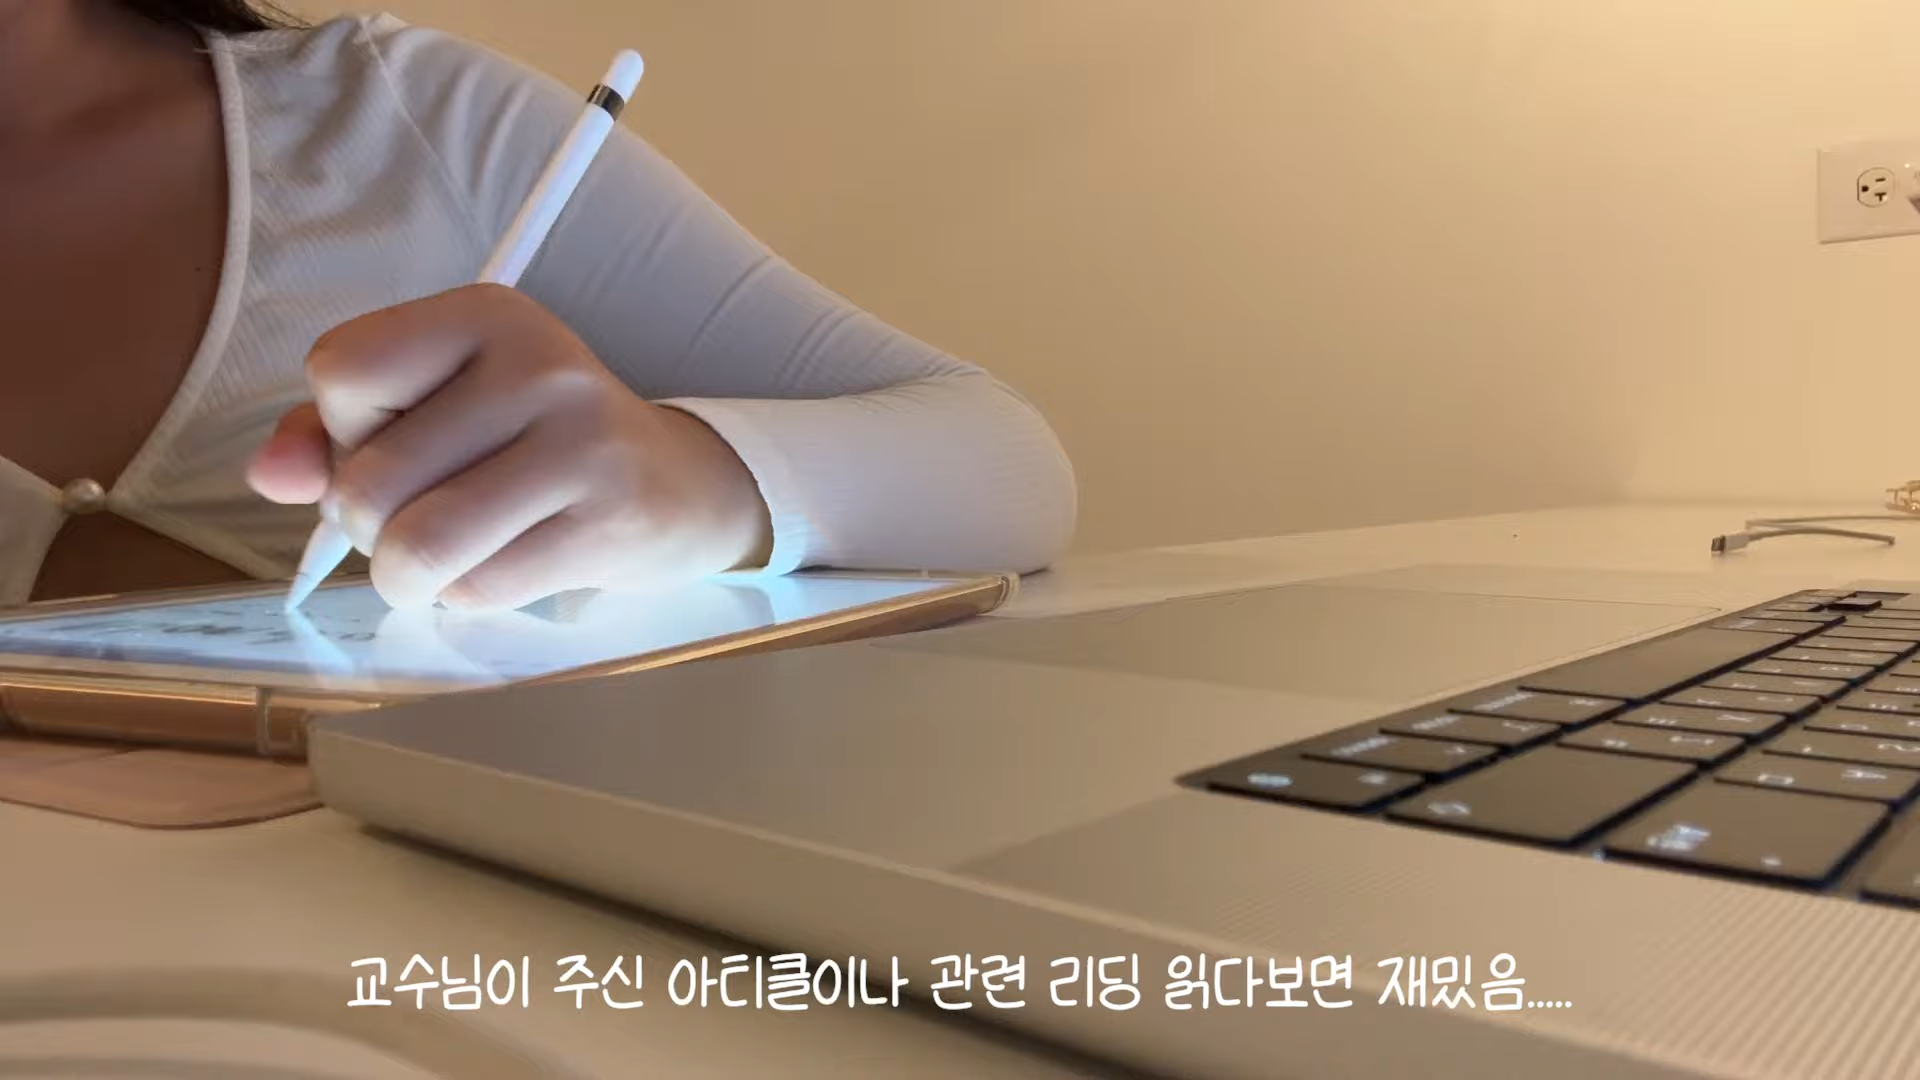 교수님이 주신 아티클이나 관련 리딩 읽다보면 재밌음.....